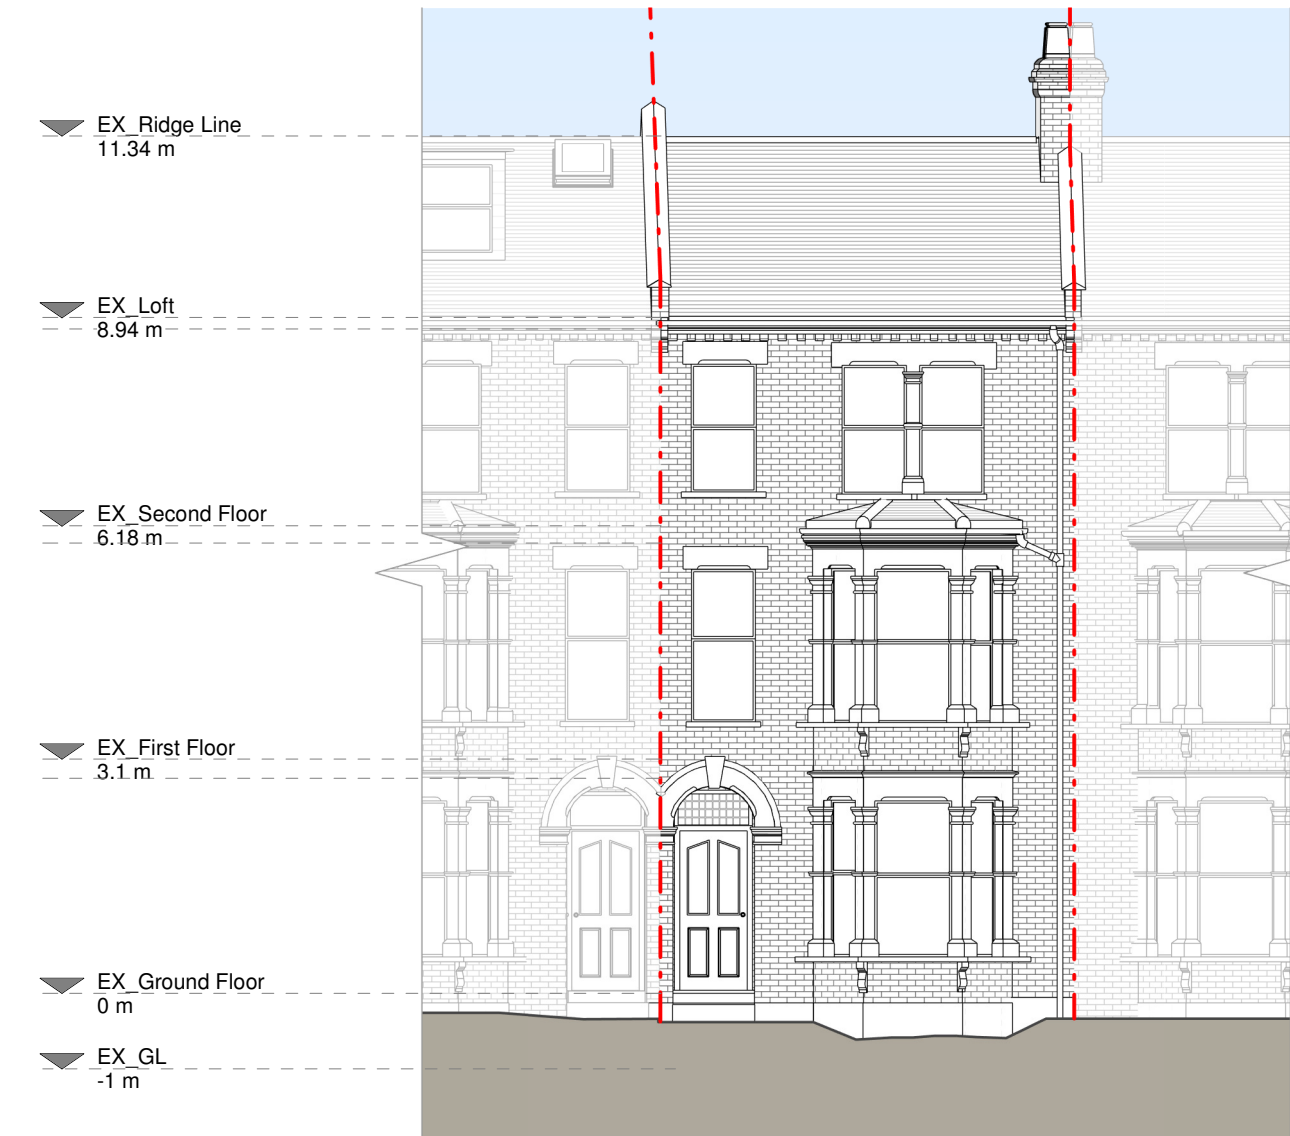 EX_Ridge Line
11.34 m
EX_Loft
8.94 m
EX_Second Floor
6.18 m
EX_First Floor
3.1 m
EX_Ground Floor
0 m
EX_GL
-1 m